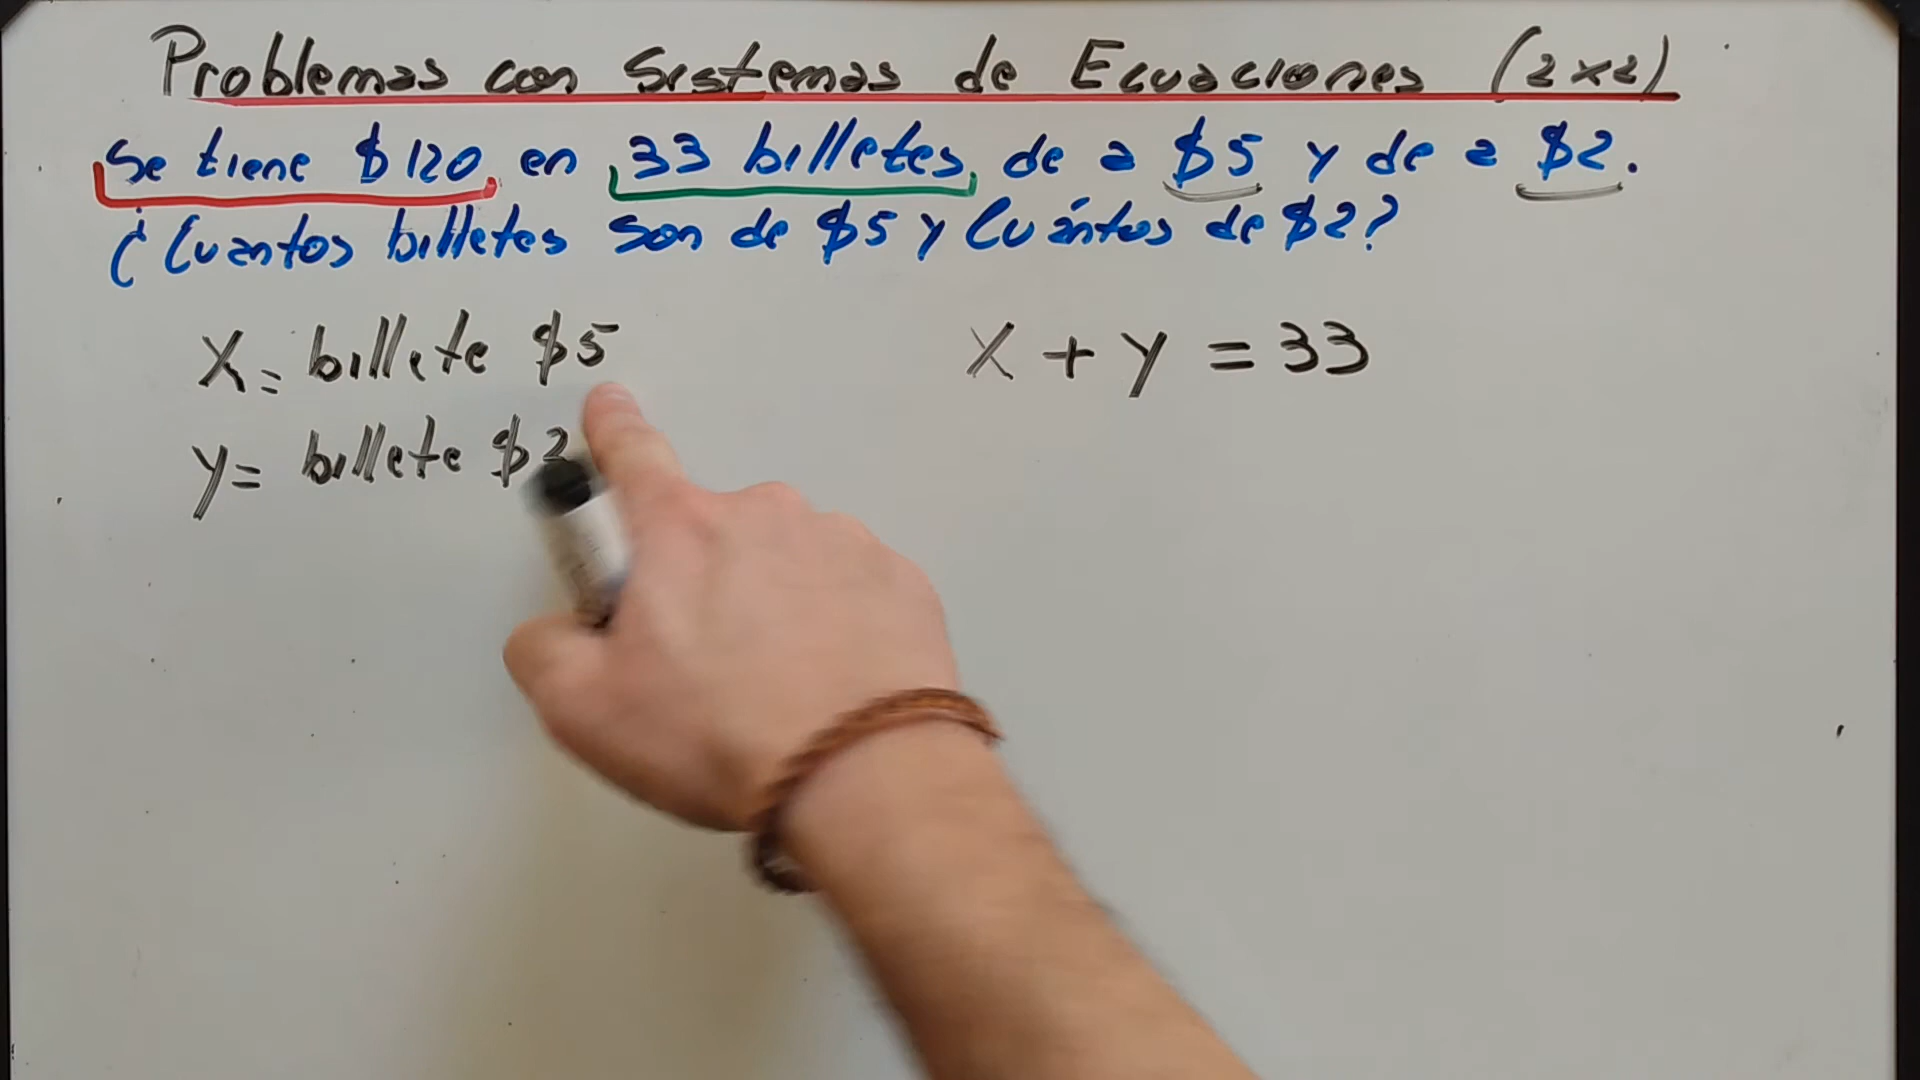 Problemas con Sistemas de Ecuaciones (2x2)
Se tiene $120 en 33 billetes de a $5 y de a $2.
¿Cuantos billetes son de $5 y Cuántos de $2?
X = billete $5
y = billete $2
X + y = 33